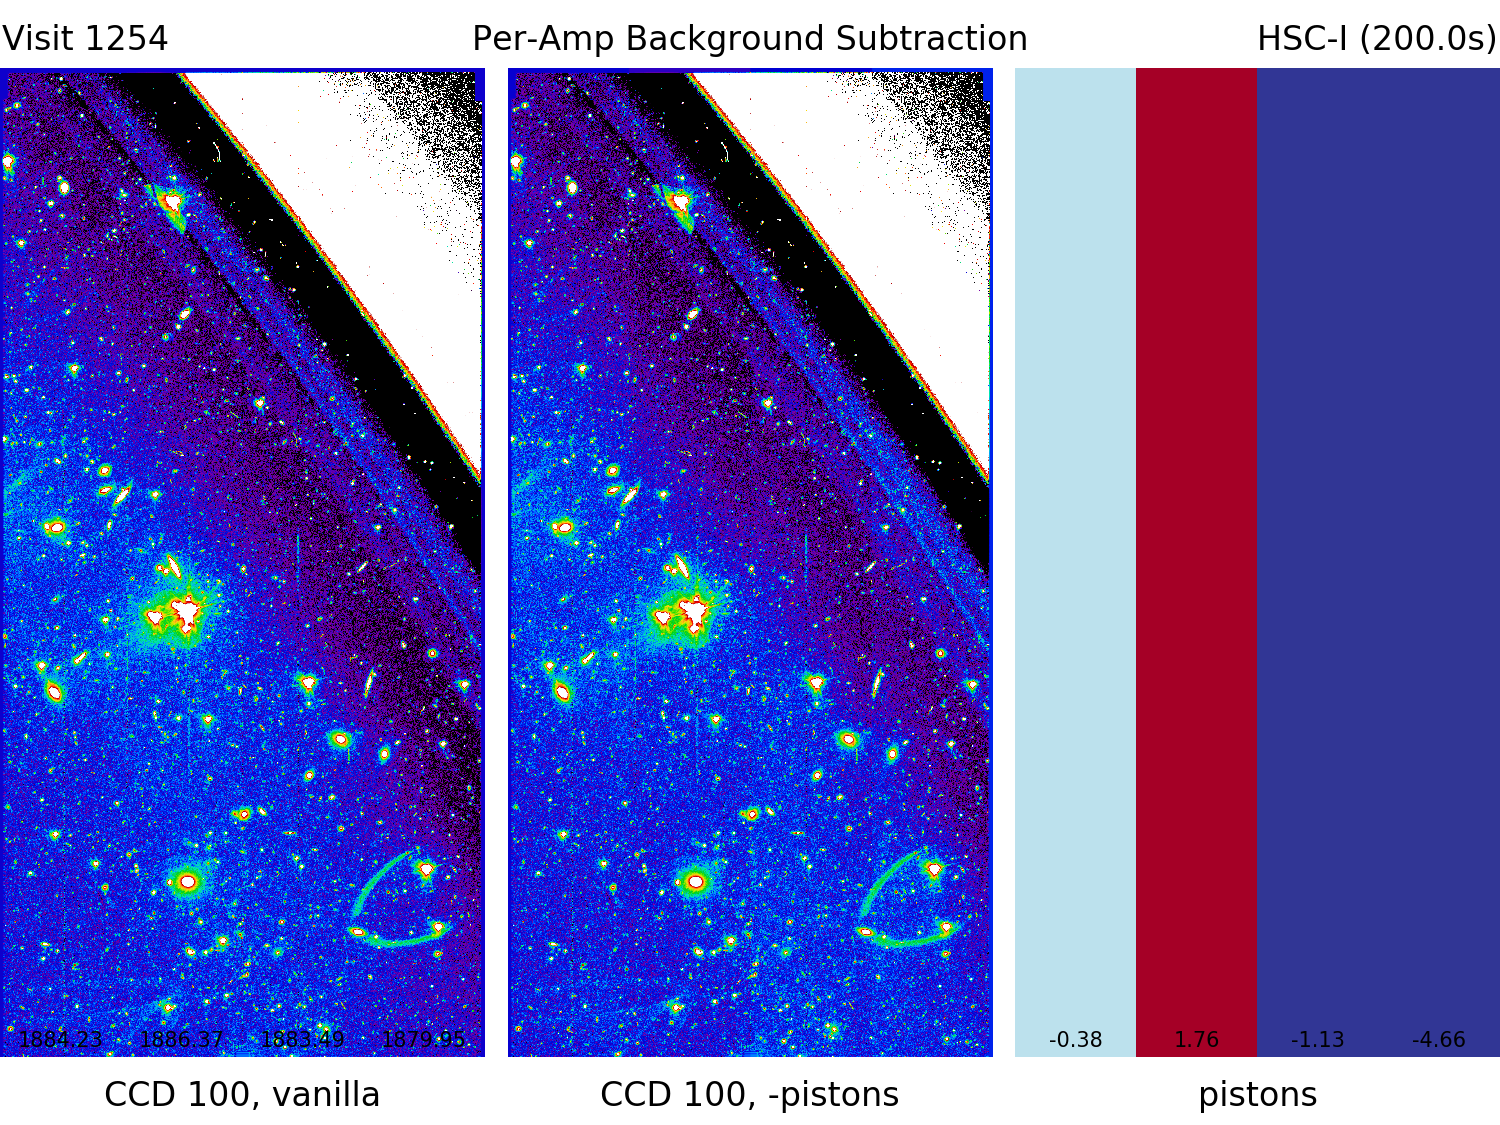 Visit 1254 Per-Amp Background Subtraction HSC-I (200.0s)
1884.23 1886.37 1883.49 1879.95 -0.38 1.76 -1.13 -4.66
CCD 100, vanilla CCD 100, -pistons pistons